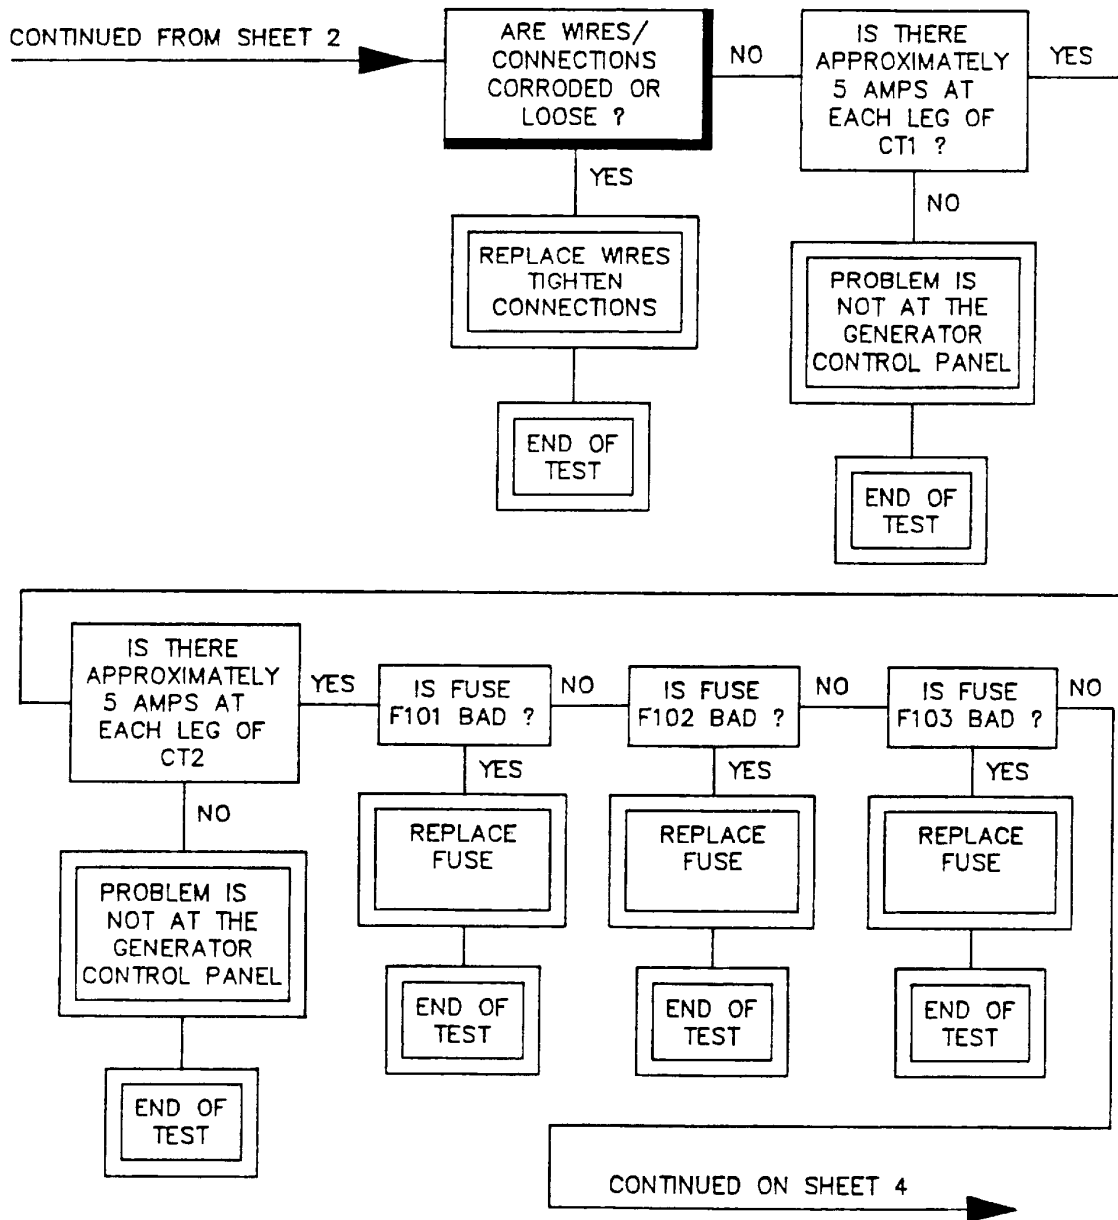 CONTINUED FROM SHEET 2
ARE WIRES/
CONNECTIONS
CORRODED OR
LOOSE ?
NO
IS THERE
APPROXIMATELY
5 AMPS AT
EACH LEG OF
CT1 ?
YES
YES
NO
REPLACE WIRES
TIGHTEN
CONNECTIONS
PROBLEM IS
NOT AT THE
GENERATOR
CONTROL PANEL
END OF
TEST
END OF
TEST
IS THERE
APPROXIMATELY
5 AMPS AT
EACH LEG OF
CT2
YES
IS FUSE
F101 BAD ?
NO
IS FUSE
F102 BAD ?
NO
IS FUSE
F103 BAD ?
NO
NO
YES
YES
YES
PROBLEM IS
NOT AT THE
GENERATOR
CONTROL PANEL
REPLACE
FUSE
REPLACE
FUSE
REPLACE
FUSE
END OF
TEST
END OF
TEST
END OF
TEST
END OF
TEST
CONTINUED ON SHEET 4